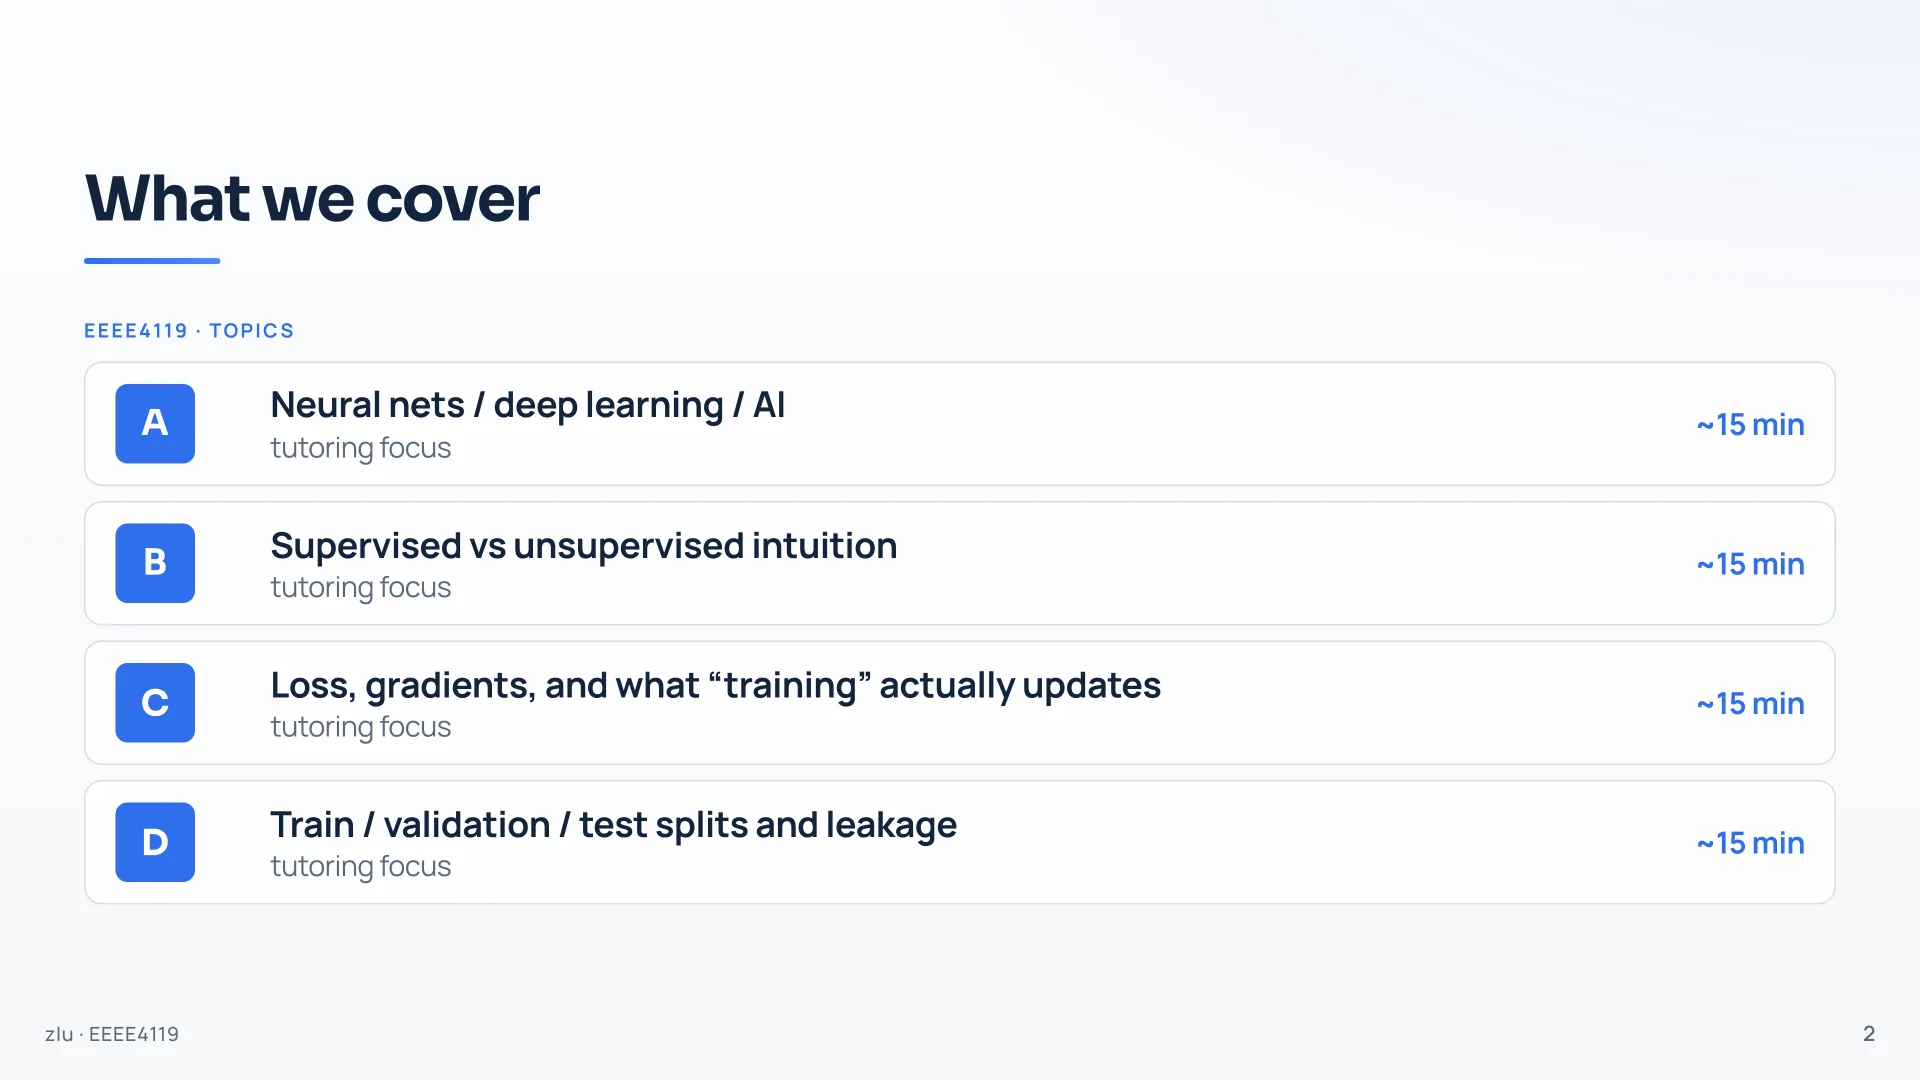 What we cover
EEEE4119 · TOPICS
A
Neural nets / deep learning / AI
tutoring focus
~15 min
B
Supervised vs unsupervised intuition
tutoring focus
~15 min
C
Loss, gradients, and what “training” actually updates
tutoring focus
~15 min
D
Train / validation / test splits and leakage
tutoring focus
~15 min
zlu · EEEE4119
2